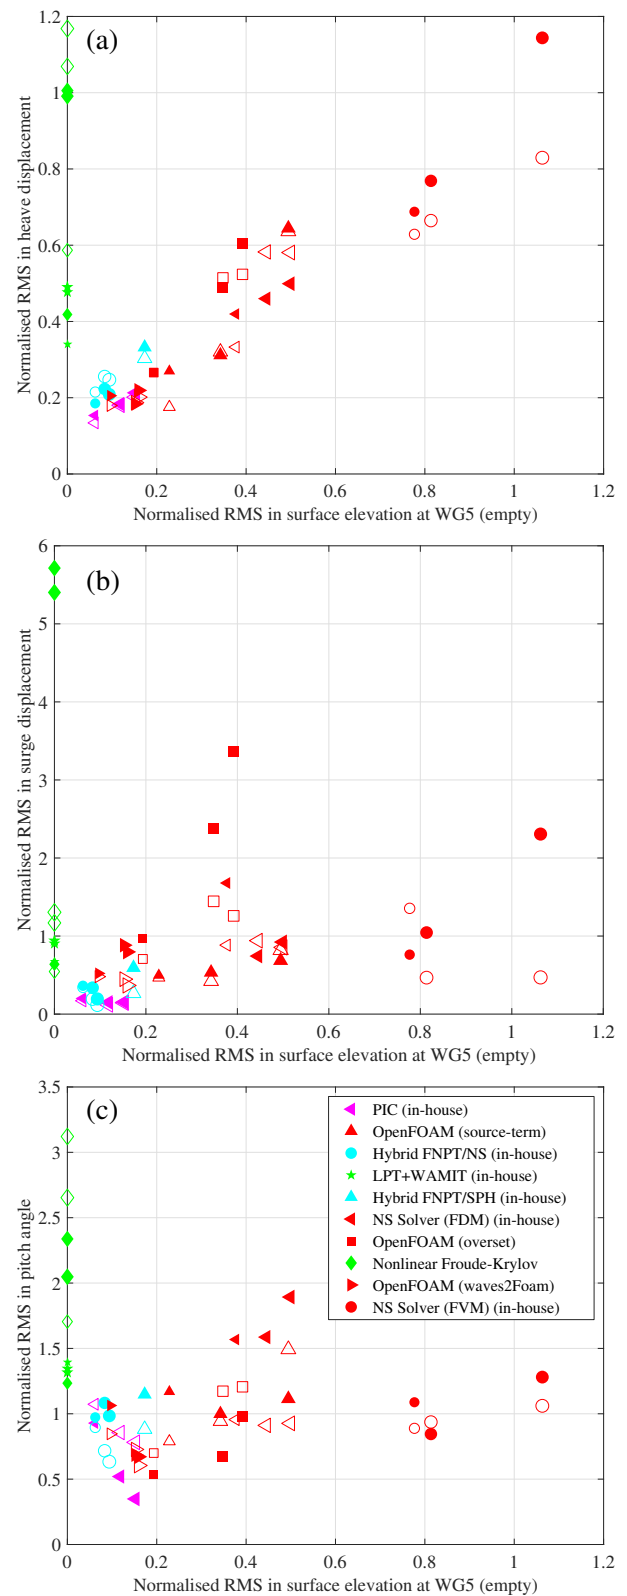 (a)
Normalised RMS in heave displacement
1.2
1
0.8
0.6
0.4
0.2
0
0 0.2 0.4 0.6 0.8 1 1.2
Normalised RMS in surface elevation at WG5 (empty)
(b)
Normalised RMS in surge displacement
6
5
4
3
2
1
0
0 0.2 0.4 0.6 0.8 1 1.2
Normalised RMS in surface elevation at WG5 (empty)
(c)
Normalised RMS in pitch angle
3.5
3
2.5
2
1.5
1
0.5
0
PIC (in-house)
OpenFOAM (source-term)
Hybrid FNPT/NS (in-house)
LPT+WAMIT (in-house)
Hybrid FNPT/SPH (in-house)
NS Solver (FDM) (in-house)
OpenFOAM (overset)
Nonlinear Froude-Krylov
OpenFOAM (waves2Foam)
NS Solver (FVM) (in-house)
0 0.2 0.4 0.6 0.8 1 1.2
Normalised RMS in surface elevation at WG5 (empty)